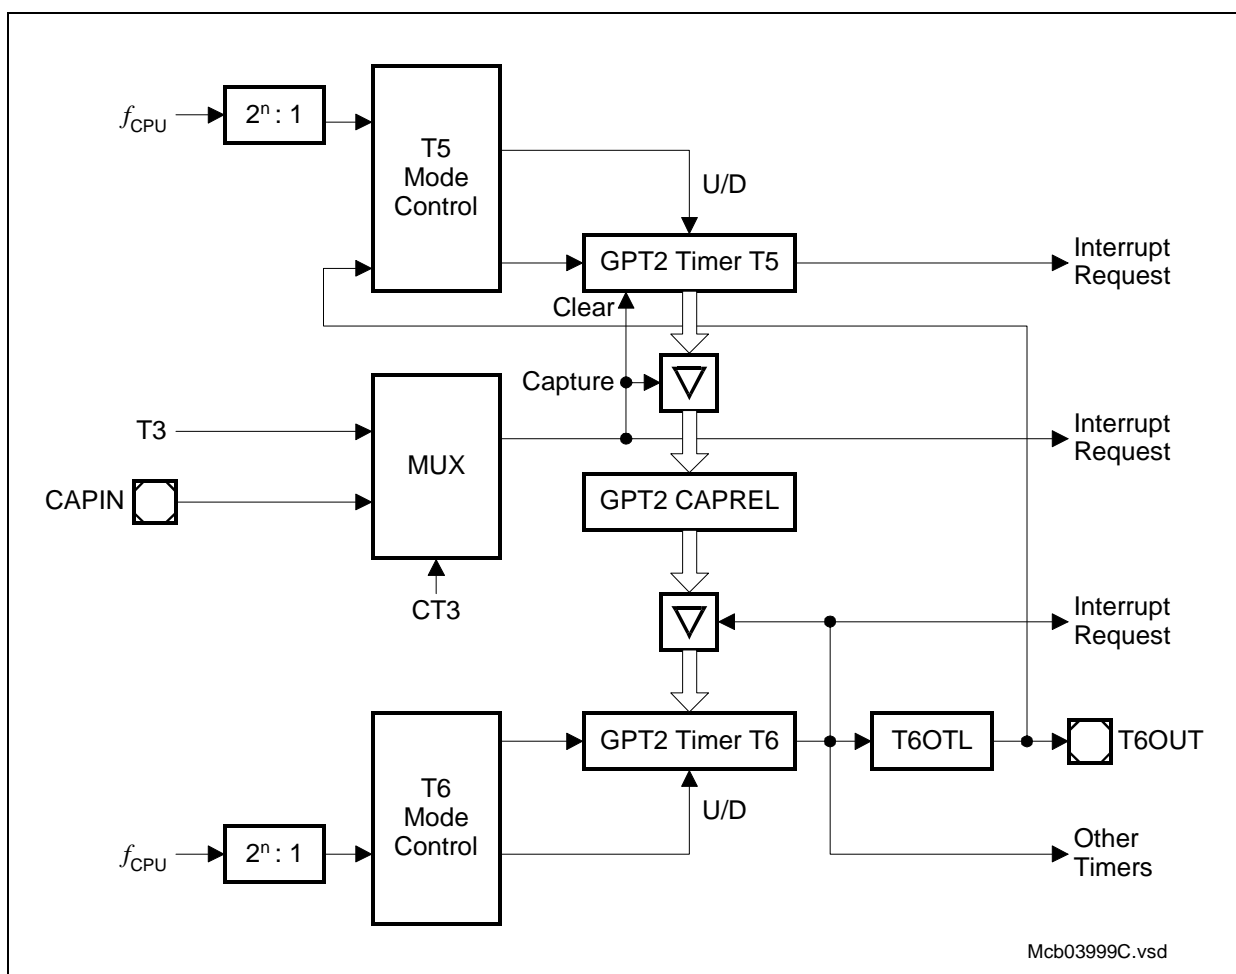 fCPU
2ⁿ : 1
T5
Mode
Control
U/D
GPT2 Timer T5
Interrupt
Request
Clear
Capture
T3
CAPIN
MUX
CT3
Interrupt
Request
GPT2 CAPREL
Interrupt
Request
GPT2 Timer T6
T6OTL
T6OUT
T6
Mode
Control
U/D
fCPU
2ⁿ : 1
Other
Timers
Mcb03999C.vsd